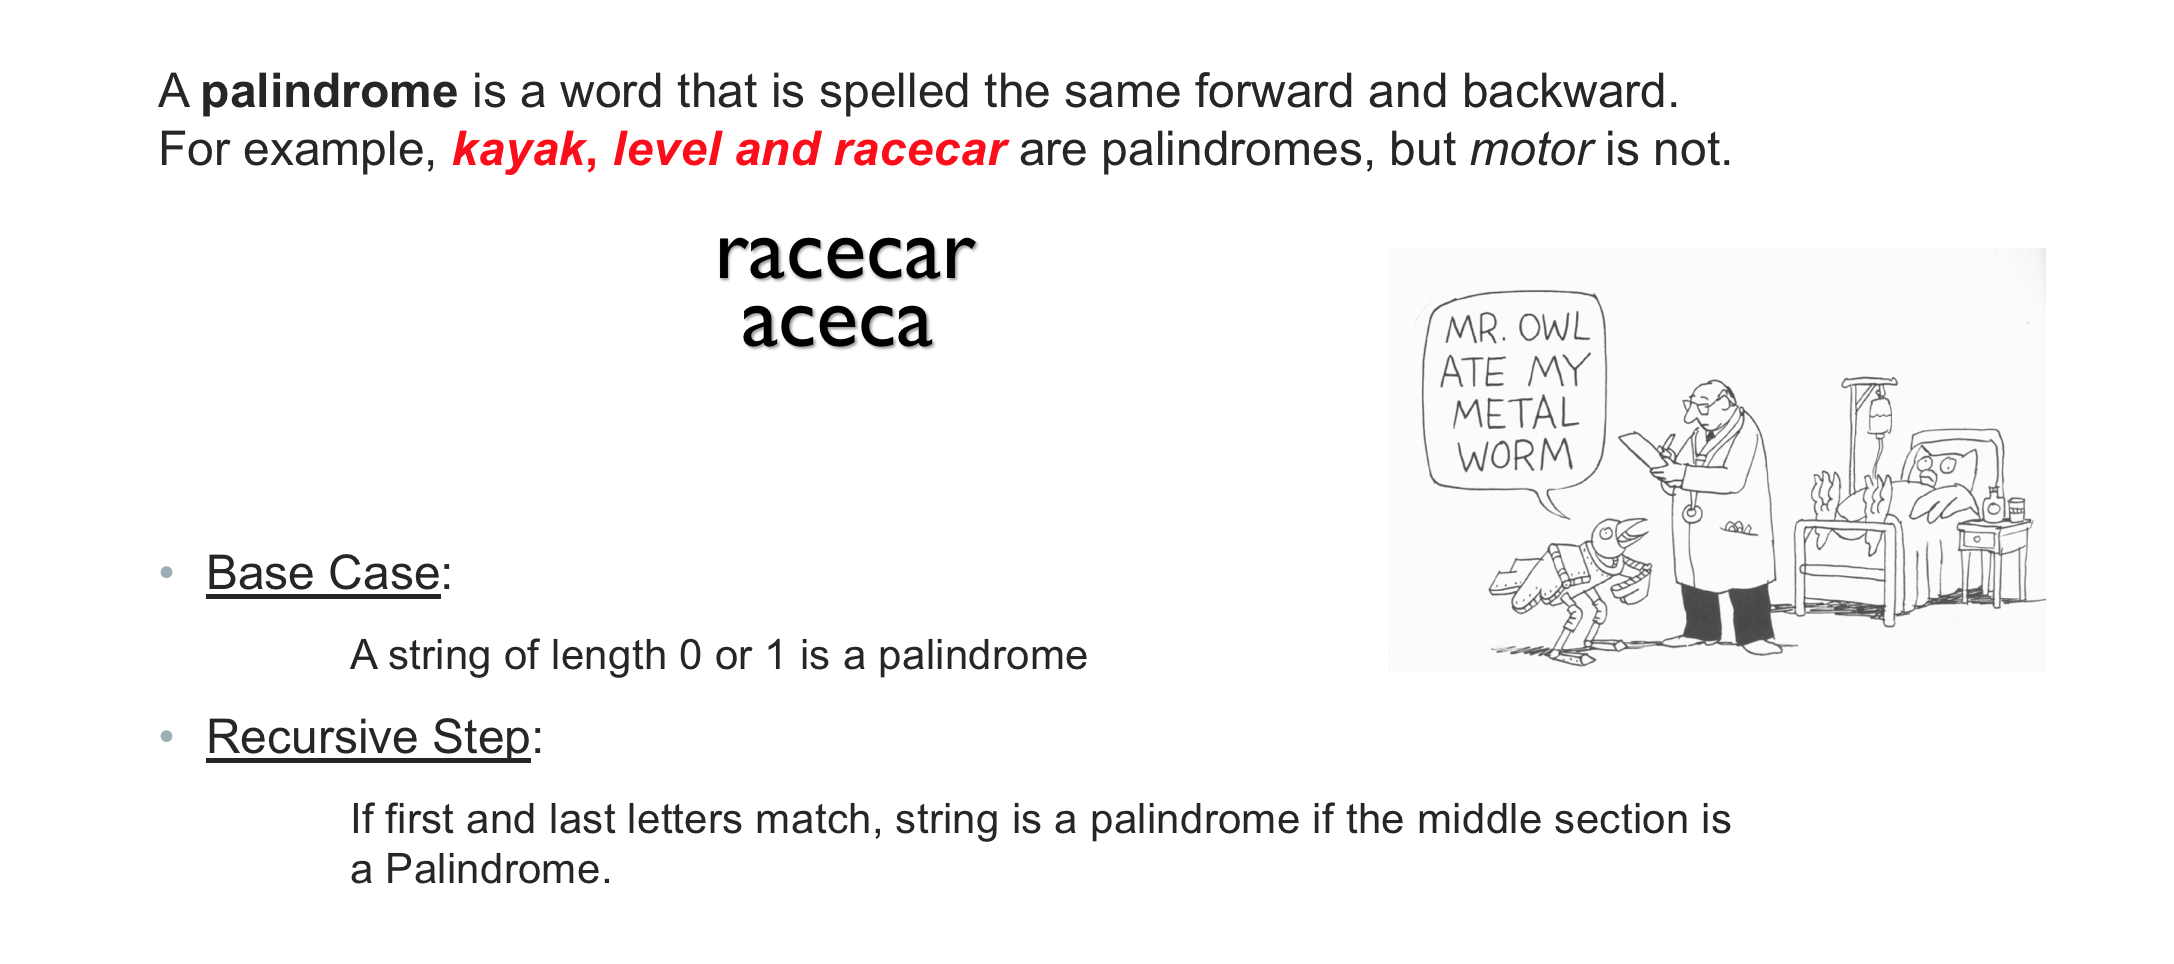 A palindrome is a word that is spelled the same forward and backward.
For example, kayak, level and racecar are palindromes, but motor is not.
racecar
aceca
MR. OWL
ATE MY
METAL
WORM
• Base Case:
A string of length 0 or 1 is a palindrome
• Recursive Step:
If first and last letters match, string is a palindrome if the middle section is
a Palindrome.